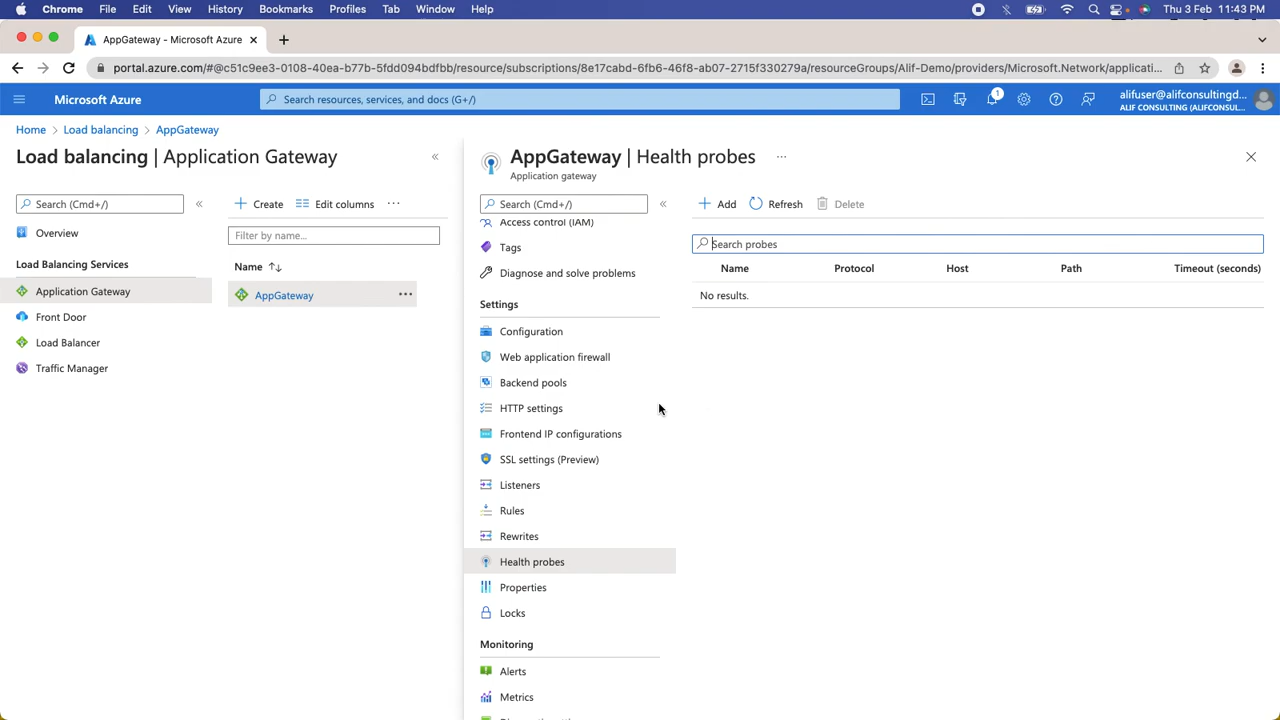 Chrome File Edit View History Bookmarks Profiles Tab Window Help Thu 3 Feb 11:43 PM
AppGateway - Microsoft Azure
portal.azure.com/#@c51c9ee3-0108-40ea-b77b-5fdd094bdfbb/resource/subscriptions/8e17cabd-6fb6-46f8-ab07-2715f330279a/resourceGroups/Alif-Demo/providers/Microsoft.Network/applicati...
Microsoft Azure
Search resources, services, and docs (G+/)
1
alifuser@alifconsultingd...
ALIF CONSULTING (ALIFCONSUL...
Home > Load balancing > AppGateway
Load balancing | Application Gateway
«
Search (Cmd+/)
«
Overview
Load Balancing Services
Application Gateway
Front Door
Load Balancer
Traffic Manager
+ Create Edit columns ...
Filter by name...
Name ↑↓
AppGateway ...
AppGateway | Health probes ...
Application gateway
Search (Cmd+/)
«
Access control (IAM)
Tags
Diagnose and solve problems
Settings
Configuration
Web application firewall
Backend pools
HTTP settings
Frontend IP configurations
SSL settings (Preview)
Listeners
Rules
Rewrites
Health probes
Properties
Locks
Monitoring
Alerts
Metrics
+ Add Refresh Delete
Search probes
Name Protocol Host Path Timeout (seconds)
No results.